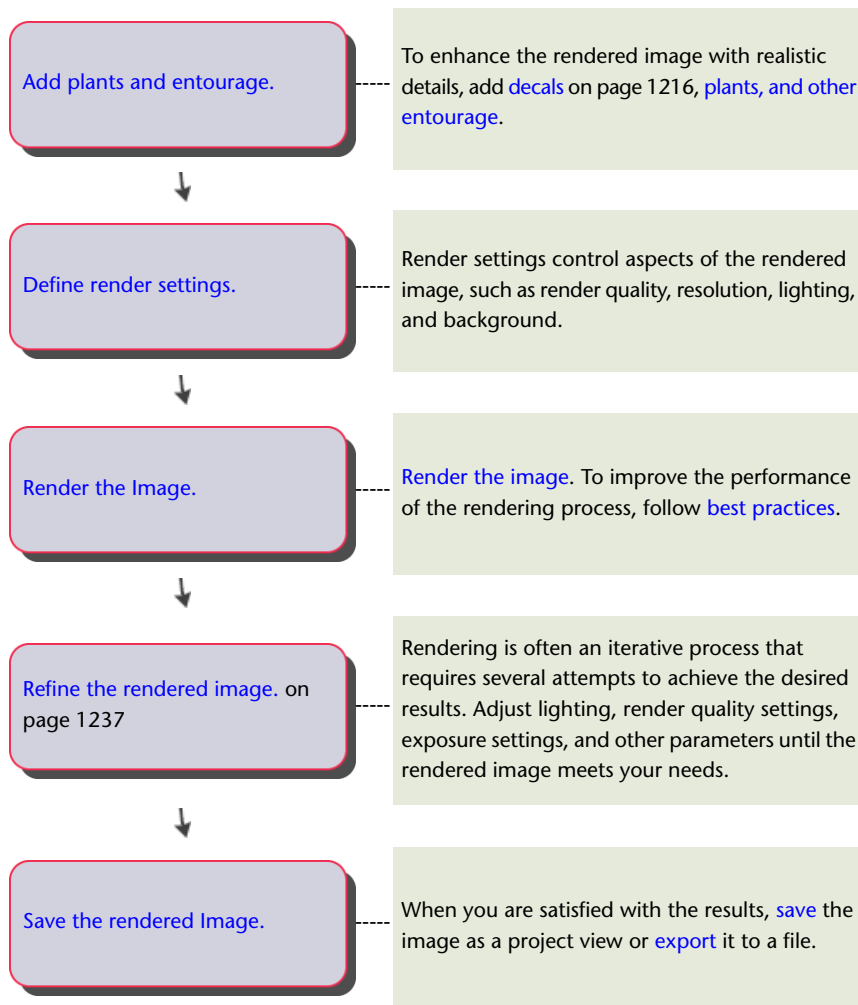 Add plants and entourage.
To enhance the rendered image with realistic
details, add decals on page 1216, plants, and other
entourage.
Define render settings.
Render settings control aspects of the rendered
image, such as render quality, resolution, lighting,
and background.
Render the Image.
Render the image. To improve the performance
of the rendering process, follow best practices.
Refine the rendered image. on
page 1237
Rendering is often an iterative process that
requires several attempts to achieve the desired
results. Adjust lighting, render quality settings,
exposure settings, and other parameters until the
rendered image meets your needs.
Save the rendered Image.
When you are satisfied with the results, save the
image as a project view or export it to a file.